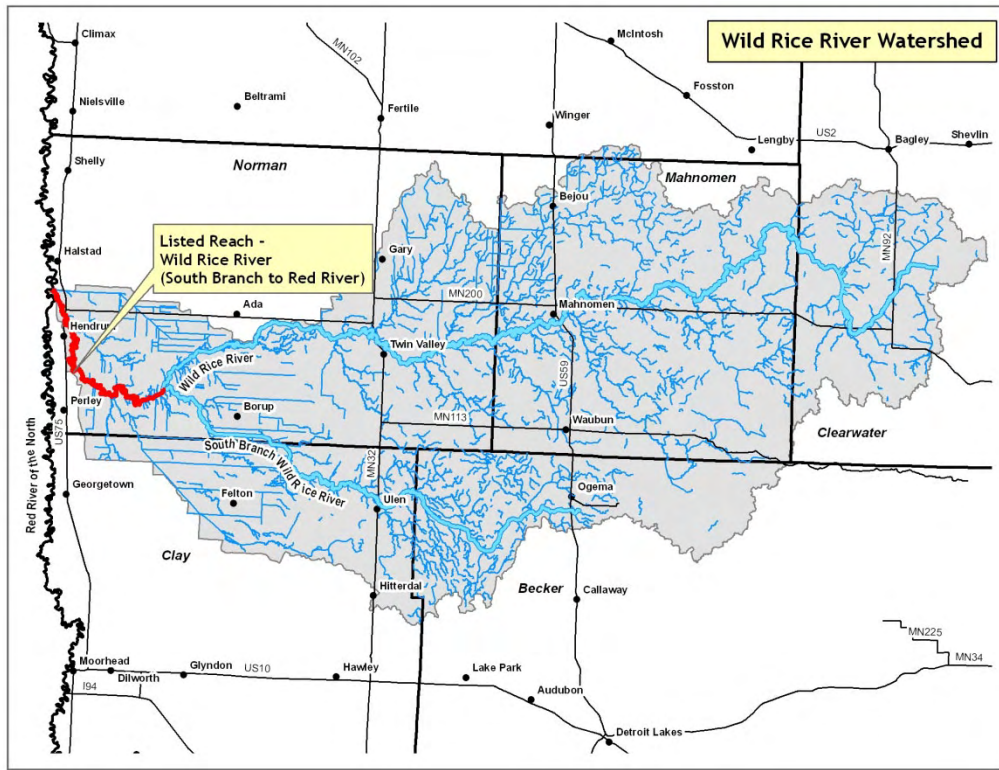 Wild Rice River Watershed
Climax
MN102
McIntosh
Nielsville
Beltrami
Fertile
Fosston
Winger
Lengby
US2
Bagley
Shevlin
Shelly
Norman
Mahnomen
Bejou
Listed Reach -
Wild Rice River
(South Branch to Red River)
Halstad
Gary
MN92
MN200
Ada
Mahnomen
Hendrum
Twin Valley
Wild Rice River
US59
Perley
US75
Borup
MN113
Waubun
Clearwater
South Branch Wild Rice River
MN32
Red River of the North
Georgetown
Felton
Ulen
Ogema
Clay
Hitterdal
Becker
Callaway
MN225
MN34
Moorhead
Dilworth
Glyndon
US10
Hawley
Lake Park
I94
Audubon
Detroit Lakes